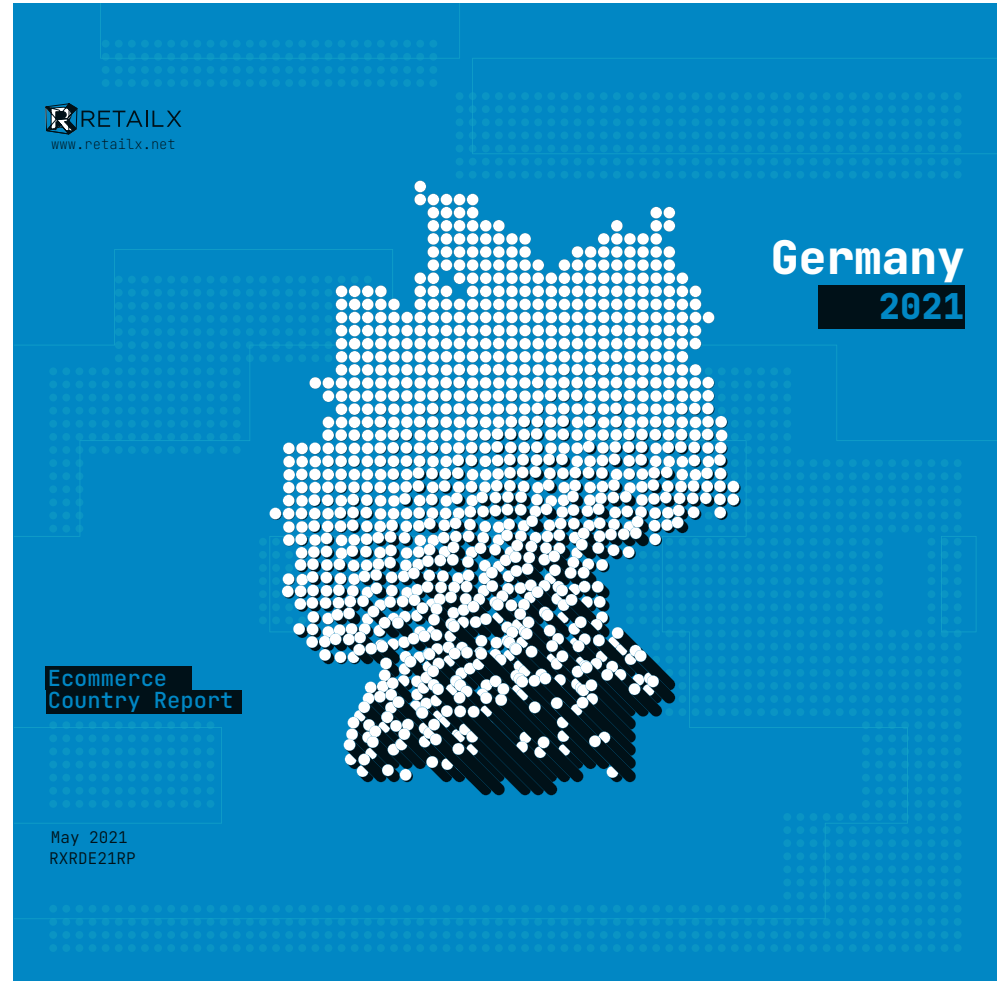 RETAILX
www.retailx.net
Germany
2021
Ecommerce
Country Report
May 2021
RXRDE21RP